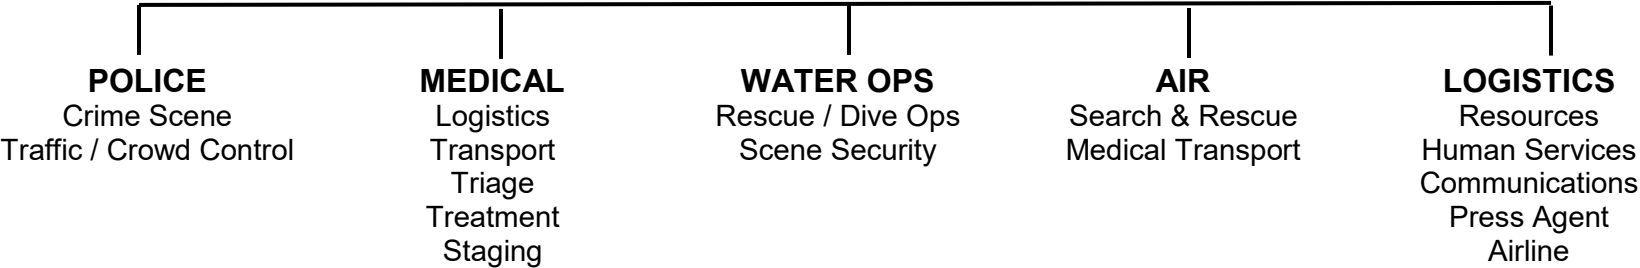 POLICE
Crime Scene
Traffic / Crowd Control
MEDICAL
Logistics
Transport
Triage
Treatment
Staging
WATER OPS
Rescue / Dive Ops
Scene Security
AIR
Search & Rescue
Medical Transport
LOGISTICS
Resources
Human Services
Communications
Press Agent
Airline